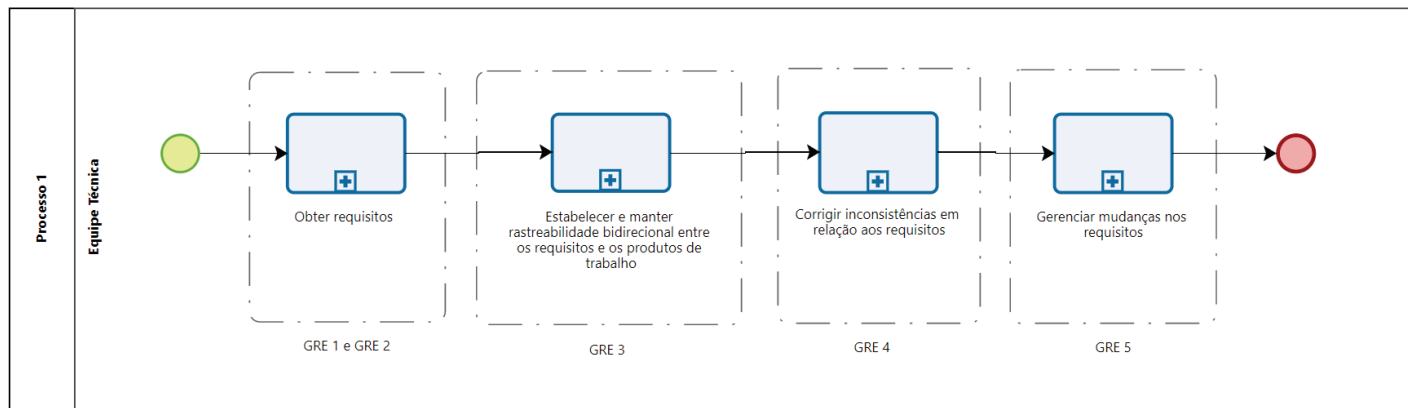 Processo 1
Equipe Técnica
Obter requisitos
Estabelecer e manter
rastreabilidade bidirecional entre
os requisitos e os produtos de
trabalho
Corrigir inconsistências em
relação aos requisitos
Gerenciar mudanças nos
requisitos
GRE 1 e GRE 2
GRE 3
GRE 4
GRE 5